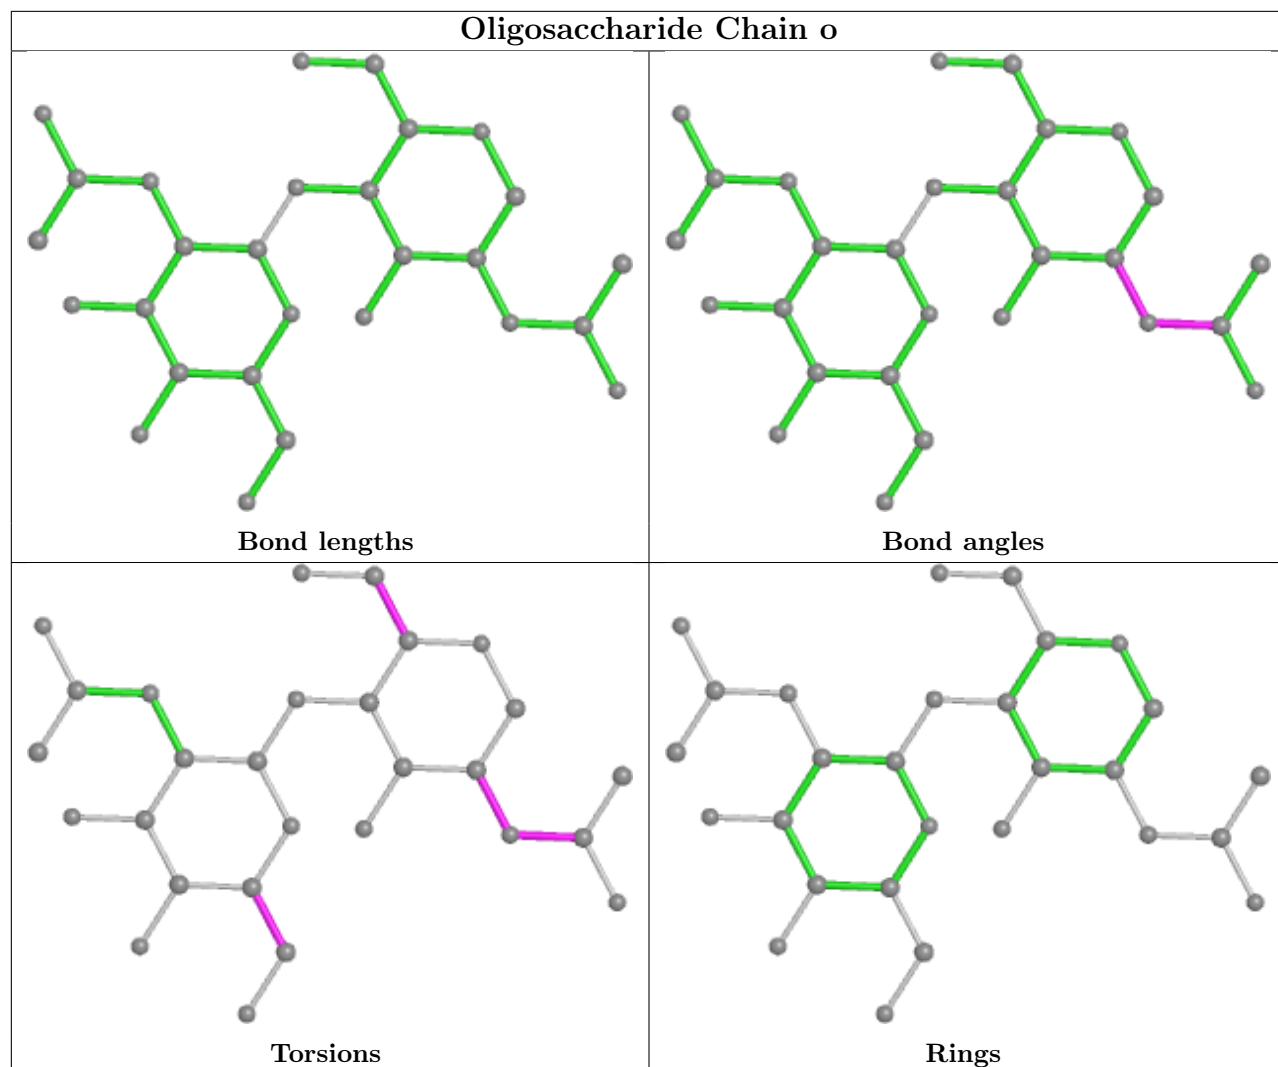 Oligosaccharide Chain o
Bond lengths
Bond angles
Torsions
Rings